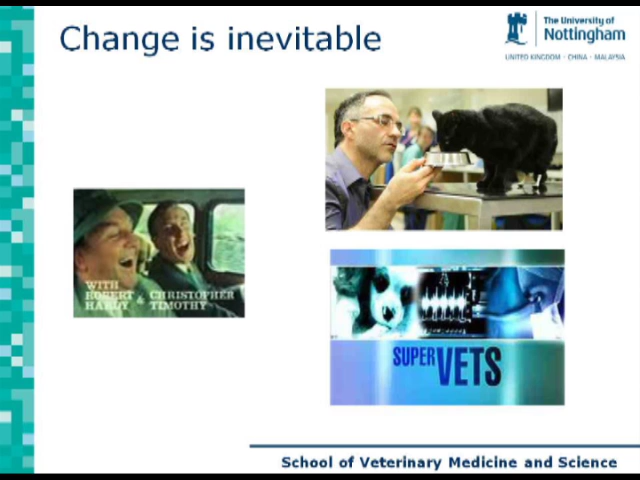 Change is inevitable
The University of
Nottingham
UNITED KINGDOM · CHINA · MALAYSIA
WITH
ROBERT & CHRISTOPHER
HARDY TIMOTHY
SUPER VETS
School of Veterinary Medicine and Science